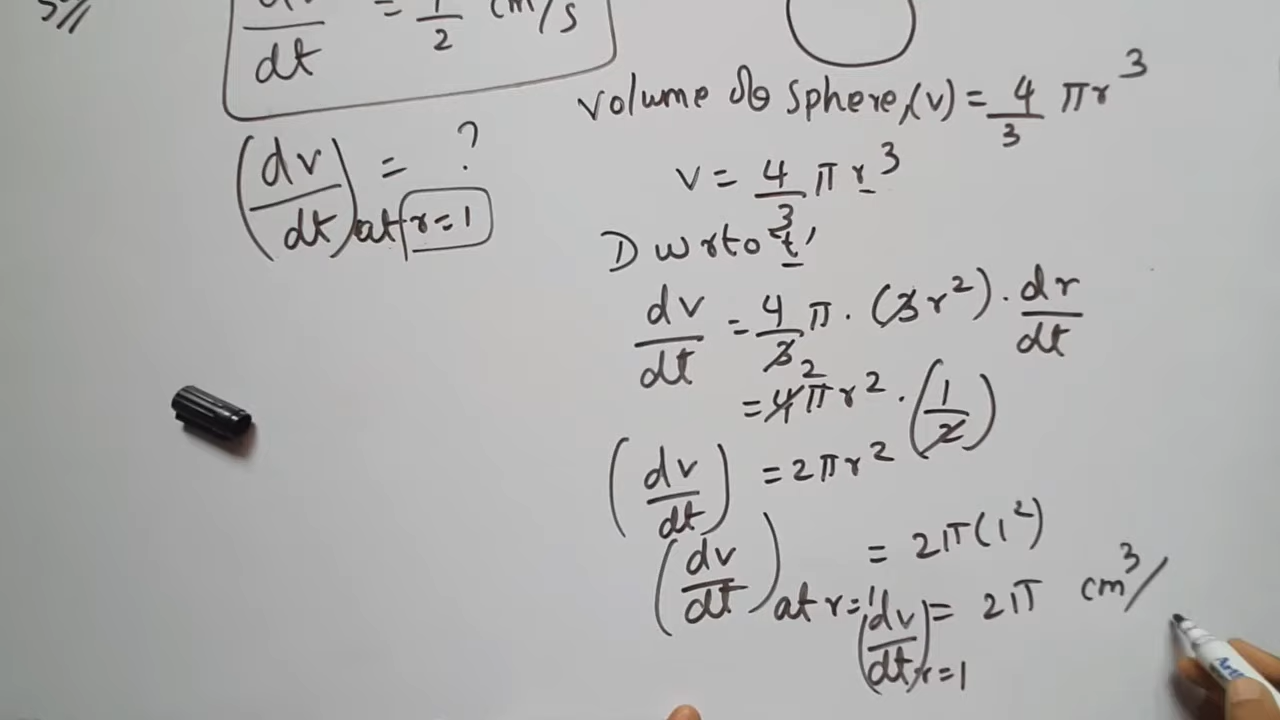 dt = 1/2 cm/s
(dv/dt) at r=1 = ?
volume of sphere, (v) = 4/3 πr³
v = 4/3 πr³
D w r to 't'
dv/dt = 4/3 π · (3r²) · dr/dt
2
= 4πr² · (1/2)
(dv/dt) = 2πr²
(dv/dt) at r=1 = 2π(1²)
(dv/dt) r=1 = 2π cm³/